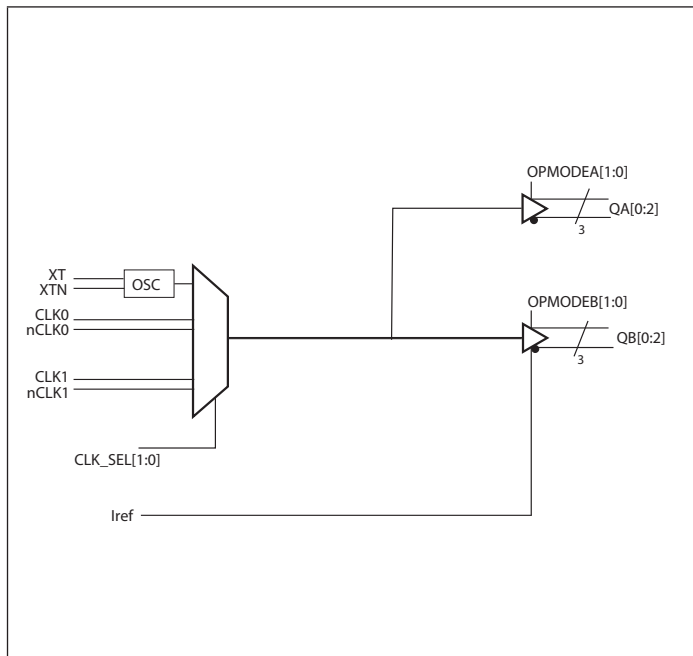 OPMODEA[1:0]
QA[0:2]
3
XT
XTN
OSC
CLK0
nCLK0
OPMODEB[1:0]
QB[0:2]
3
CLK1
nCLK1
CLK_SEL[1:0]
Iref